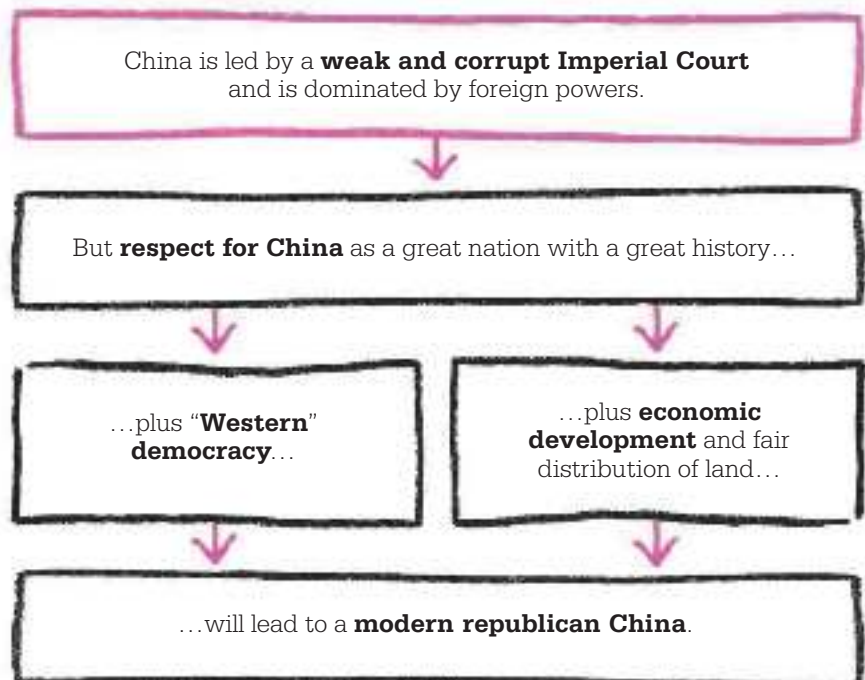 China is led by a weak and corrupt Imperial Court
and is dominated by foreign powers.
But respect for China as a great nation with a great history…
…plus “Western”
democracy…
…plus economic
development and fair
distribution of land…
…will lead to a modern republican China.